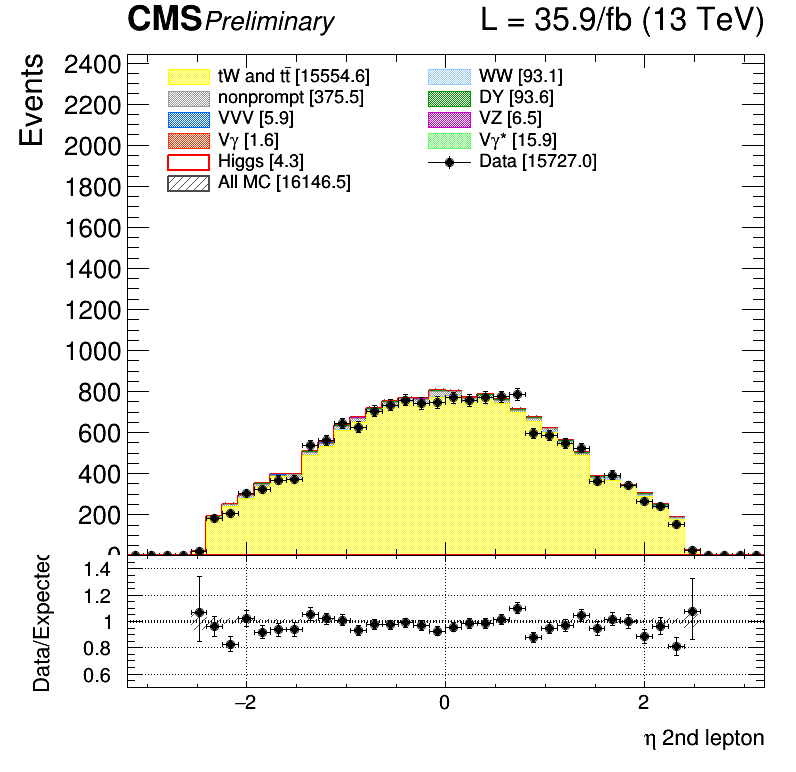 CMS Preliminary L = 35.9/fb (13 TeV)
Events
2400
2200
2000
1800
1600
1400
1200
1000
800
600
400
200
0
tW and tt̄ [15554.6]
nonprompt [375.5]
VVV [5.9]
Vγ [1.6]
Higgs [4.3]
All MC [16146.5]
WW [93.1]
DY [93.6]
VZ [6.5]
Vγ* [15.9]
Data [15727.0]
Data/Expected
1.4
1.2
1
0.8
0.6
−2 0 2
η 2nd lepton